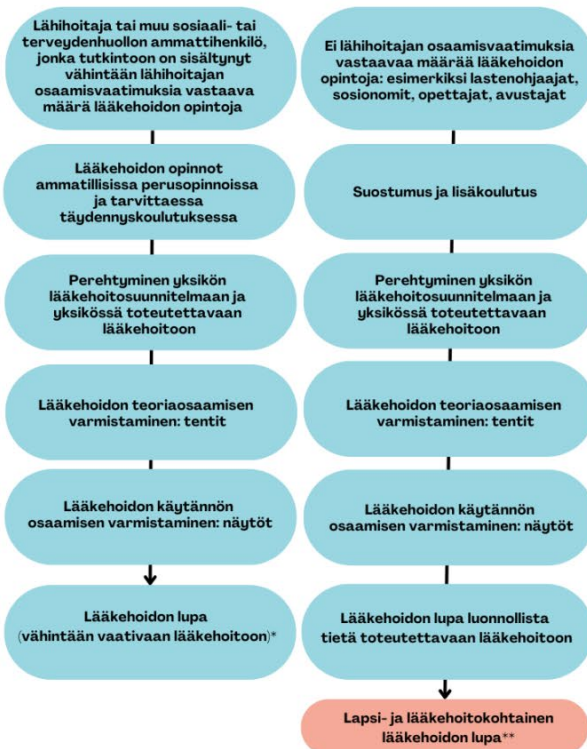 Lähihoitaja tai muu sosiaali- tai
terveydenhuollon ammattihenkilö,
jonka tutkintoon on sisältynyt
vähintään lähihoitajan
osaamisvaatimuksia vastaava
määrä lääkehoidon opintoja
Lääkehoidon opinnot
ammatillisissa perusopinnoissa
ja tarvittaessa
täydennyskoulutuksessa
Perehtyminen yksikön
lääkehoitosuunnitelmaan ja
yksikössä toteutettavaan
lääkehoitoon
Lääkehoidon teoriaosaamisen
varmistaminen: tentit
Lääkehoidon käytännön
osaamisen varmistaminen: näytöt
Lääkehoidon lupa
(vähintään vaativaan lääkehoitoon)*
Ei lähihoitajan osaamisvaatimuksia
vastaavaa määrää lääkehoidon
opintoja: esimerkiksi lastenohjaajat,
sosionomit, opettajat, avustajat
Suostumus ja lisäkoulutus
Perehtyminen yksikön
lääkehoitosuunnitelmaan ja
yksikössä toteutettavaan
lääkehoitoon
Lääkehoidon teoriaosaamisen
varmistaminen: tentit
Lääkehoidon käytännön
osaamisen varmistaminen: näytöt
Lääkehoidon lupa luonnollista
tietä toteutettavaan lääkehoitoon
Lapsi- ja lääkehoitokohtainen
lääkehoidon lupa**